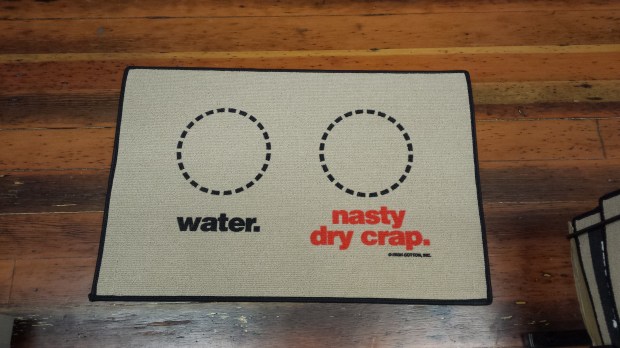 water.
nasty
dry crap.